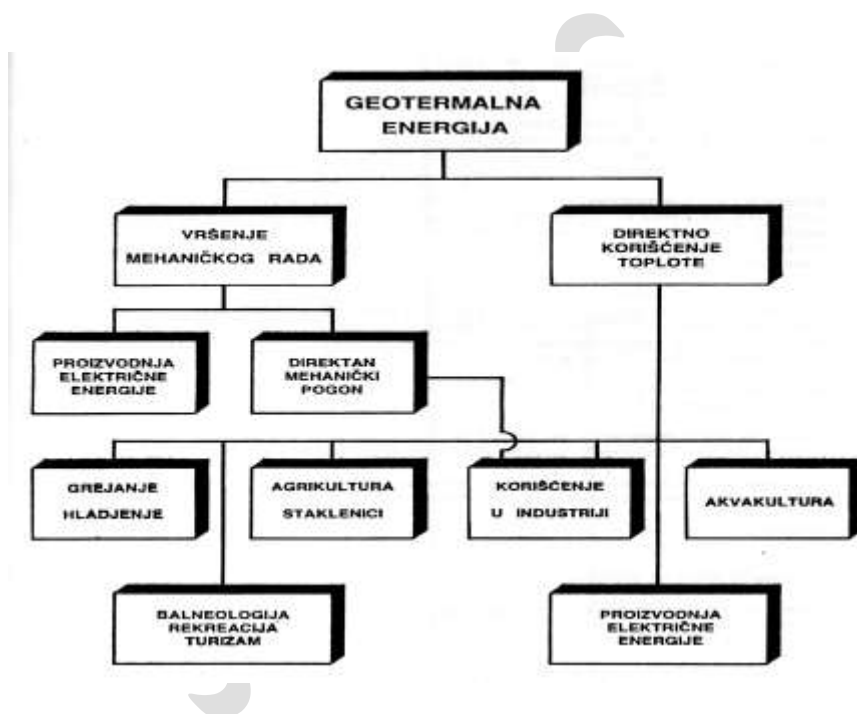 GEOTERMALNA
ENERGIJA
VRŠENJE
MEHANIČKOG RADA
DIREKTNO
KORIŠĆENJE
TOPLOTE
PROIZVODNJA
ELEKTRIČNE
ENERGIJE
DIREKTAN
MEHANIČKI
POGON
GREJANJE
HLADJENJE
AGRIKULTURA
STAKLENICI
KORIŠĆENJE
U INDUSTRIJI
AKVAKULTURA
BALNEOLOGIJA
REKREACIJA
TURIZAM
PROIZVODNJA
ELEKTRIČNE
ENERGIJE